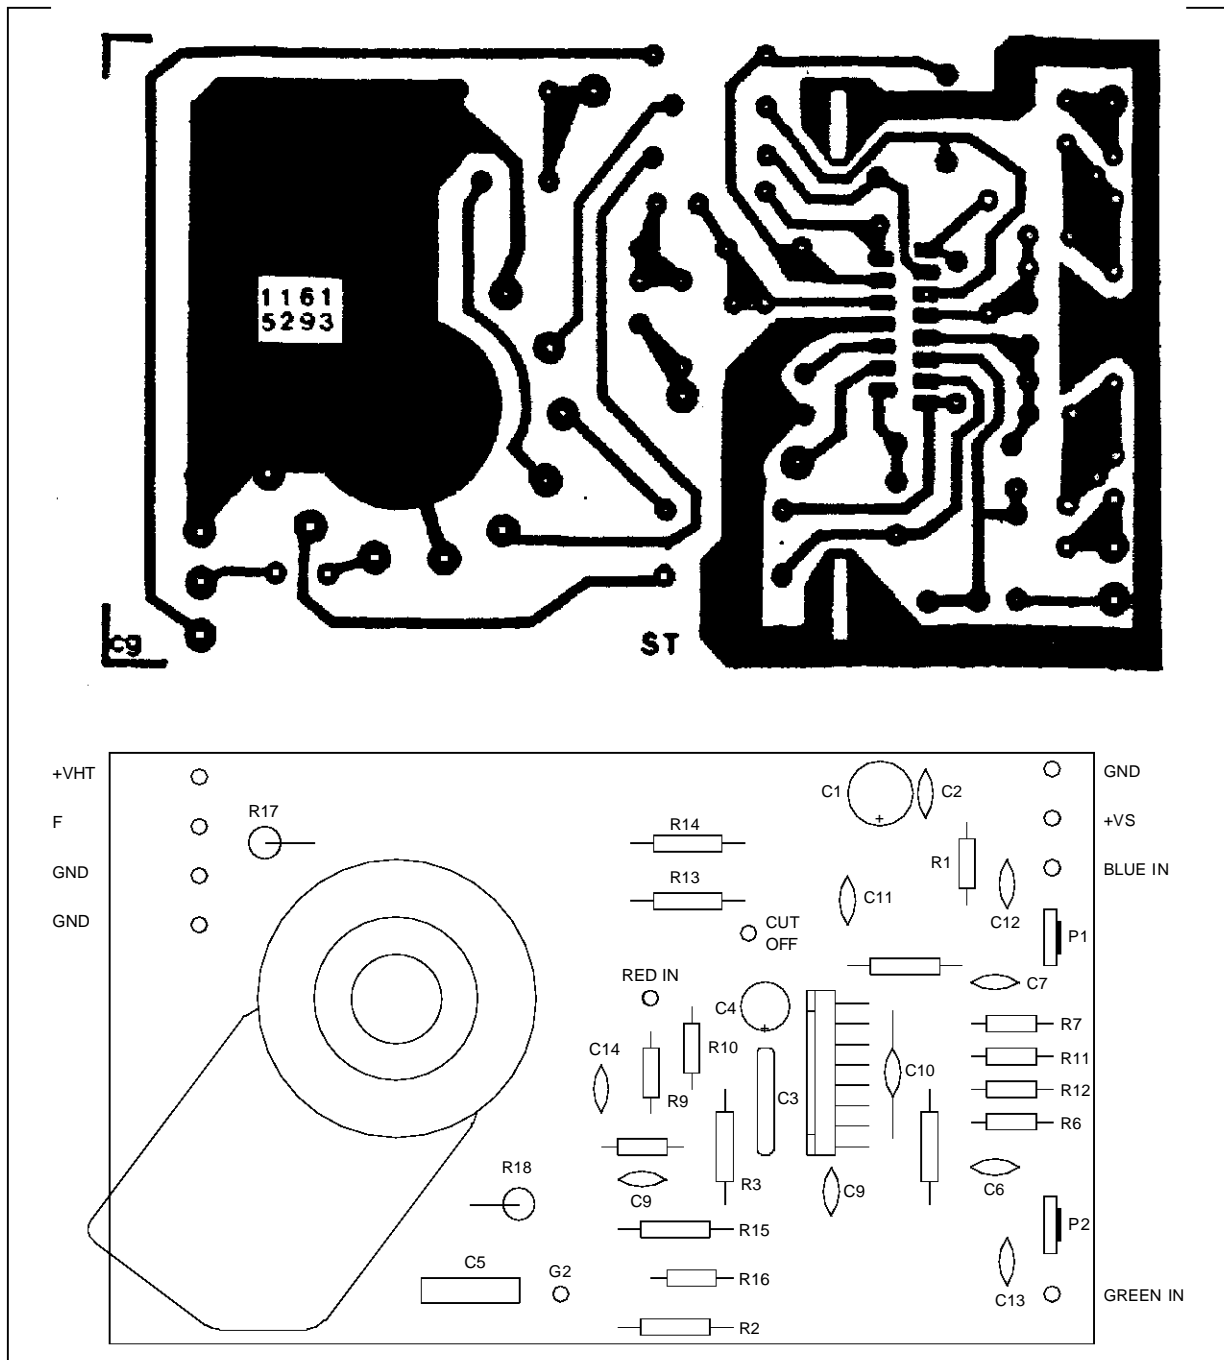 1161
5293
cg
ST
+VHT
F
GND
GND
R17
R14
R13
C1
C2
R1
C11
C12
GND
+VS
BLUE IN
P1
CUT
OFF
RED IN
C7
C4
R7
C14
R10
C10
R11
R9
C3
R12
R6
R18
C9
R3
C9
C6
R15
P2
C5
G2
R16
C13
GREEN IN
R2